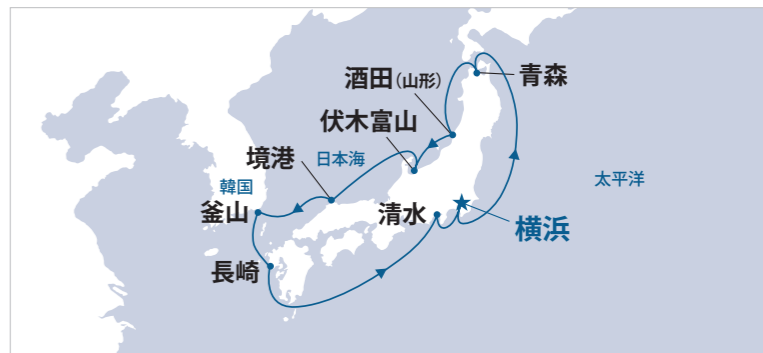 酒田(山形)
青森
伏木富山
境港
日本海
韓国
太平洋
釜山
清水
横浜
長崎